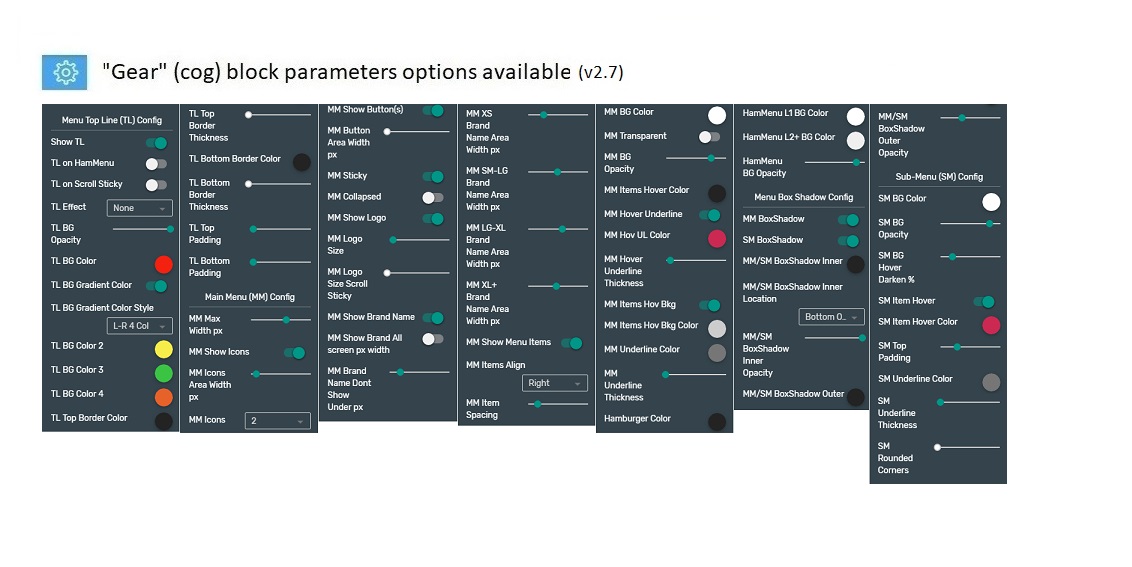 "Gear" (cog) block parameters options available (v2.7)
Menu Top Line (TL) Config
Show TL
TL on HamMenu
TL on Scroll Sticky
TL Effect
None
TL BG
Opacity
TL BG Color
TL BG Gradient Color
TL BG Gradient Color Style
L-R 4 Col
TL BG Color 2
TL BG Color 3
TL BG Color 4
TL Top Border Color
TL Top
Border
Thickness
TL Bottom Border Color
TL Bottom
Border
Thickness
TL Top
Padding
TL Bottom
Padding
Main Menu (MM) Config
MM Max
Width px
MM Show Icons
MM Icons
Area Width
px
MM Icons
2
MM Show Button(s)
MM Button
Area Width
px
MM Sticky
MM Collapsed
MM Show Logo
MM Logo
Size
MM Logo
Size Scroll
Sticky
MM Show Brand Name
MM Show Brand All
screen px width
MM Brand
Name Dont
Show
Under px
MM XS
Brand
Name Area
Width px
MM SM-LG
Brand
Name Area
Width px
MM LG-XL
Brand
Name Area
Width px
MM XL+
Brand
Name Area
Width px
MM Show Menu Items
MM Items Align
Right
MM Item
Spacing
MM BG Color
MM Transparent
MM BG
Opacity
MM Items Hover Color
MM Hover Underline
MM Hov UL Color
MM Hover
Underline
Thickness
MM Items Hov Bkg
MM Items Hov Bkg Color
MM Underline Color
MM
Underline
Thickness
Hamburger Color
HamMenu L1 BG Color
HamMenu L2+ BG Color
HamMenu
BG Opacity
Menu Box Shadow Config
MM BoxShadow
SM BoxShadow
MM/SM BoxShadow Inner
MM/SM BoxShadow Inner
Location
Bottom O...
MM/SM
BoxShadow
Inner
Opacity
MM/SM BoxShadow Outer
MM/SM
BoxShadow
Outer
Opacity
Sub-Menu (SM) Config
SM BG Color
SM BG
Opacity
SM BG
Hover
Darken %
SM Item Hover
SM Item Hover Color
SM Top
Padding
SM Underline Color
SM
Underline
Thickness
SM
Rounded
Corners